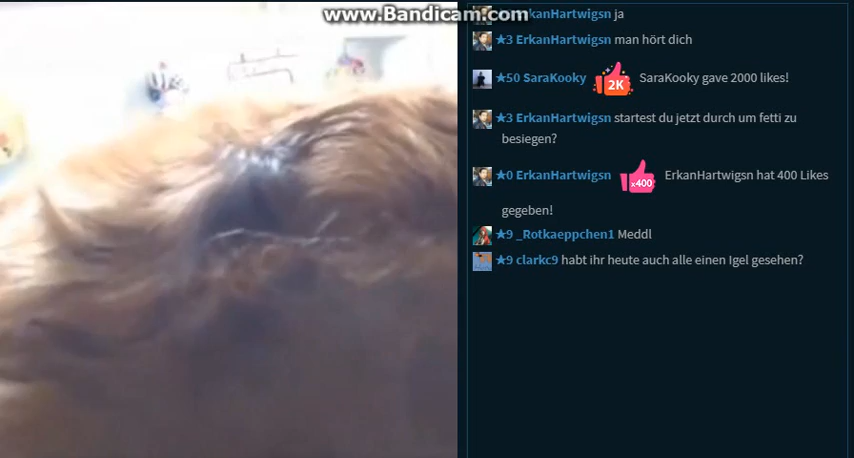 www.Bandicam.com
ErkanHartwigsn ja
★3 ErkanHartwigsn man hört dich
★50 SaraKooky 2K SaraKooky gave 2000 likes!
★3 ErkanHartwigsn startest du jetzt durch um fetti zu
besiegen?
★0 ErkanHartwigsn x400 ErkanHartwigsn hat 400 Likes
gegeben!
★9 _Rotkaeppchen1 Meddl
★9 clarkc9 habt ihr heute auch alle einen Igel gesehen?